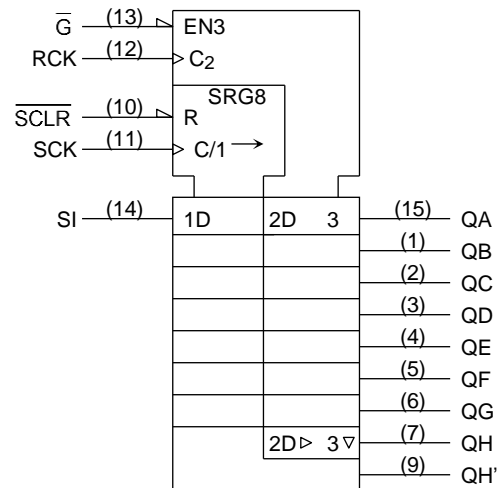 G̅ (13) EN3
RCK (12) C2
SRG8
S̅C̅L̅R̅ (10) R
SCK (11) C/1 →
SI (14) 1D 2D 3 (15) QA
(1) QB
(2) QC
(3) QD
(4) QE
(5) QF
(6) QG
2D ▷ 3 ▽ (7) QH
(9) QH'